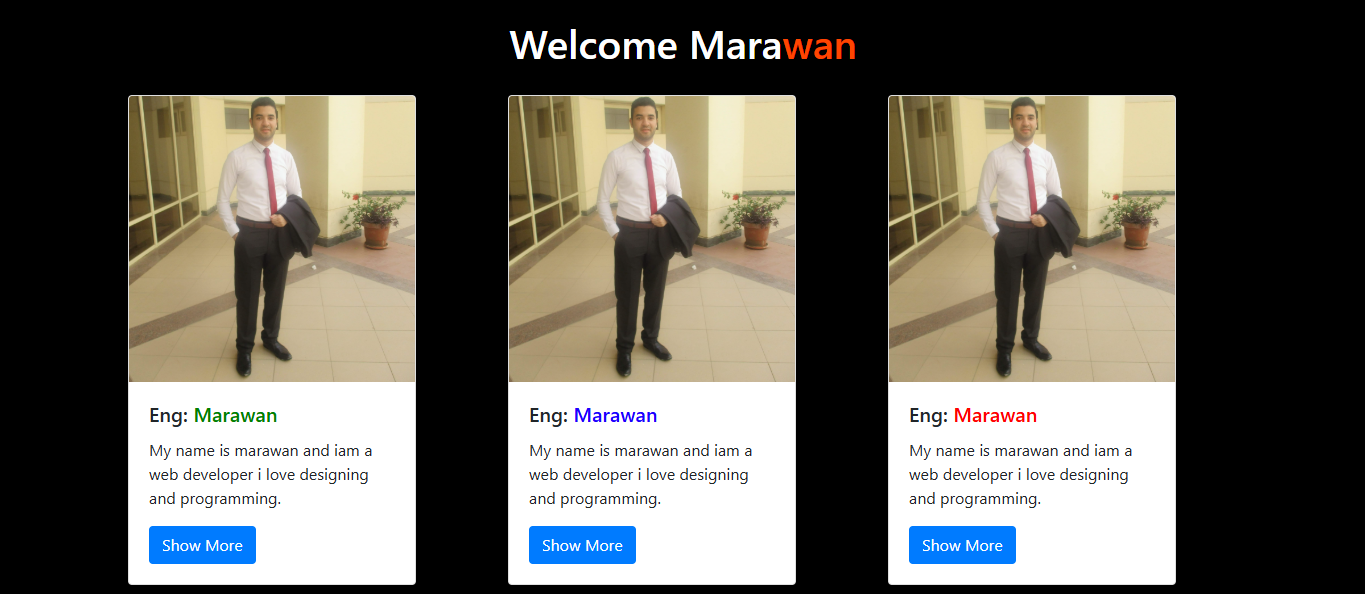 Welcome Marawan
Eng: Marawan
My name is marawan and iam a
web developer i love designing
and programming.
Show More
Eng: Marawan
My name is marawan and iam a
web developer i love designing
and programming.
Show More
Eng: Marawan
My name is marawan and iam a
web developer i love designing
and programming.
Show More